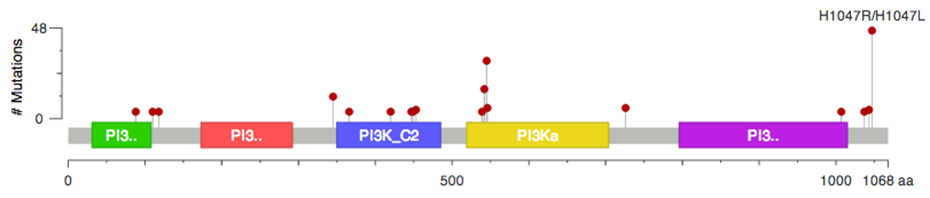 H1047R/H1047L
48
# Mutations
0
PI3..
PI3..
PI3K_C2
PI3Ka
PI3..
0
500
1000
1068 aa